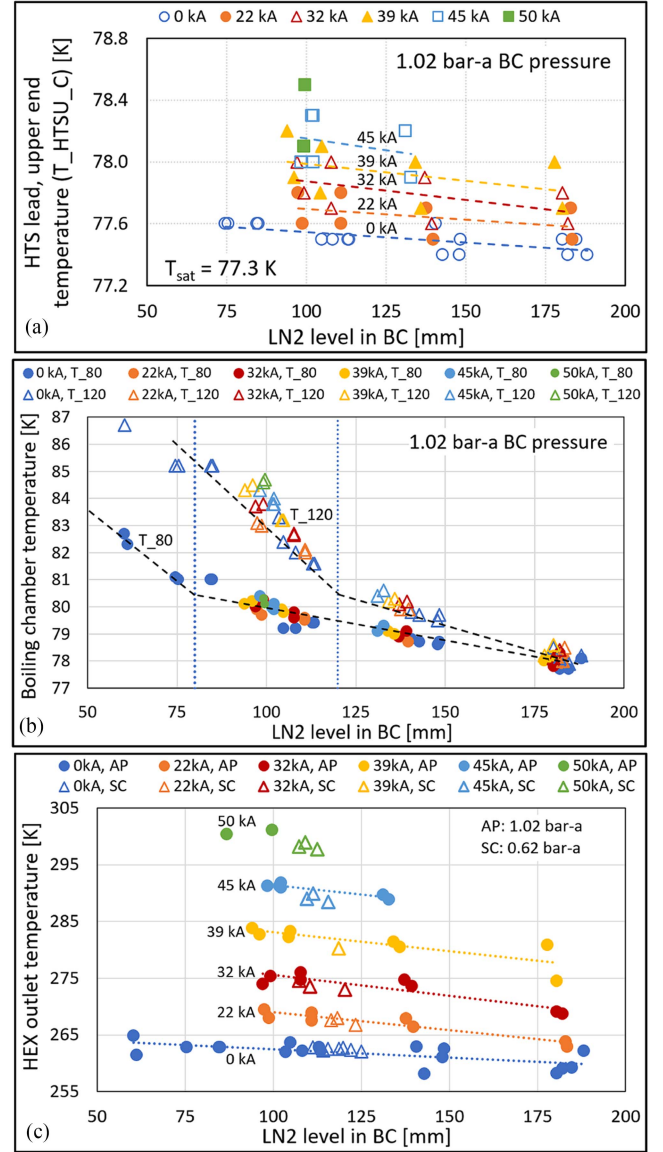 0 kA 22 kA 32 kA 39 kA 45 kA 50 kA
78.8
78.4
78.0
77.6
77.2
HTS lead, upper end
temperature (T_HTSU_C) [K]
1.02 bar-a BC pressure
45 kA
39 kA
32 kA
22 kA
0 kA
Tsat = 77.3 K
50 75 100 125 150 175 200
LN2 level in BC [mm]
(a)
0 kA, T_80 22kA, T_80 32kA, T_80 39kA, T_80 45kA, T_80 50kA, T_80
0kA, T_120 22kA, T_120 32kA, T_120 39kA, T_120 45kA, T_120 50kA, T_120
87
86
85
84
83
82
81
80
79
78
77
Boiling chamber temperature [K]
1.02 bar-a BC pressure
T_80
T_120
50 75 100 125 150 175 200
LN2 level in BC [mm]
(b)
0kA, AP 22kA, AP 32kA, AP 39kA, AP 45kA, AP 50kA, AP
0kA, SC 22kA, SC 32kA, SC 39kA, SC 45kA, SC 50kA, SC
305
295
285
275
265
255
HEX outlet temperature [K]
AP: 1.02 bar-a
SC: 0.62 bar-a
50 kA
45 kA
39 kA
32 kA
22 kA
0 kA
50 75 100 125 150 175 200
LN2 level in BC [mm]
(c)